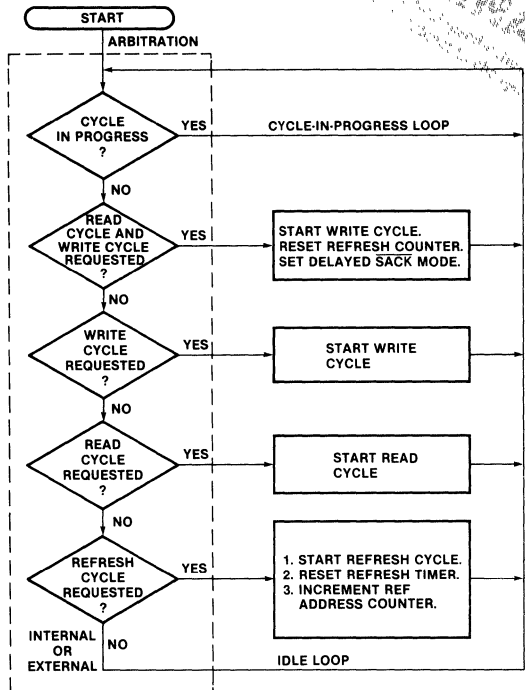 START
ARBITRATION
CYCLE
IN PROGRESS
?
YES
CYCLE-IN-PROGRESS LOOP
NO
READ
CYCLE AND
WRITE CYCLE
REQUESTED
?
YES
START WRITE CYCLE.
RESET REFRESH COUNTER.
SET DELAYED SACK MODE.
NO
WRITE
CYCLE
REQUESTED
?
YES
START WRITE
CYCLE
NO
READ
CYCLE
REQUESTED
?
YES
START READ
CYCLE
NO
REFRESH
CYCLE
REQUESTED
?
YES
1. START REFRESH CYCLE.
2. RESET REFRESH TIMER.
3. INCREMENT REF
ADDRESS COUNTER.
INTERNAL
OR
EXTERNAL
NO
IDLE LOOP